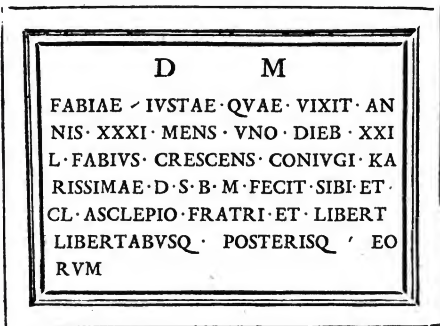 D M
FABIAE ⸝ IVSTAE · QVAE · VIXIT · AN
NIS · XXXI · MENS · VNO · DIEB · XXI
L · FABIVS · CRESCENS · CONIVGI · KA
RISSIMAE · D · S · B · M · FECIT · SIBI · ET ·
CL · ASCLEPIO · FRATRI · ET · LIBERT
LIBERTABVSQ · POSTERISQ ' EO
RVM